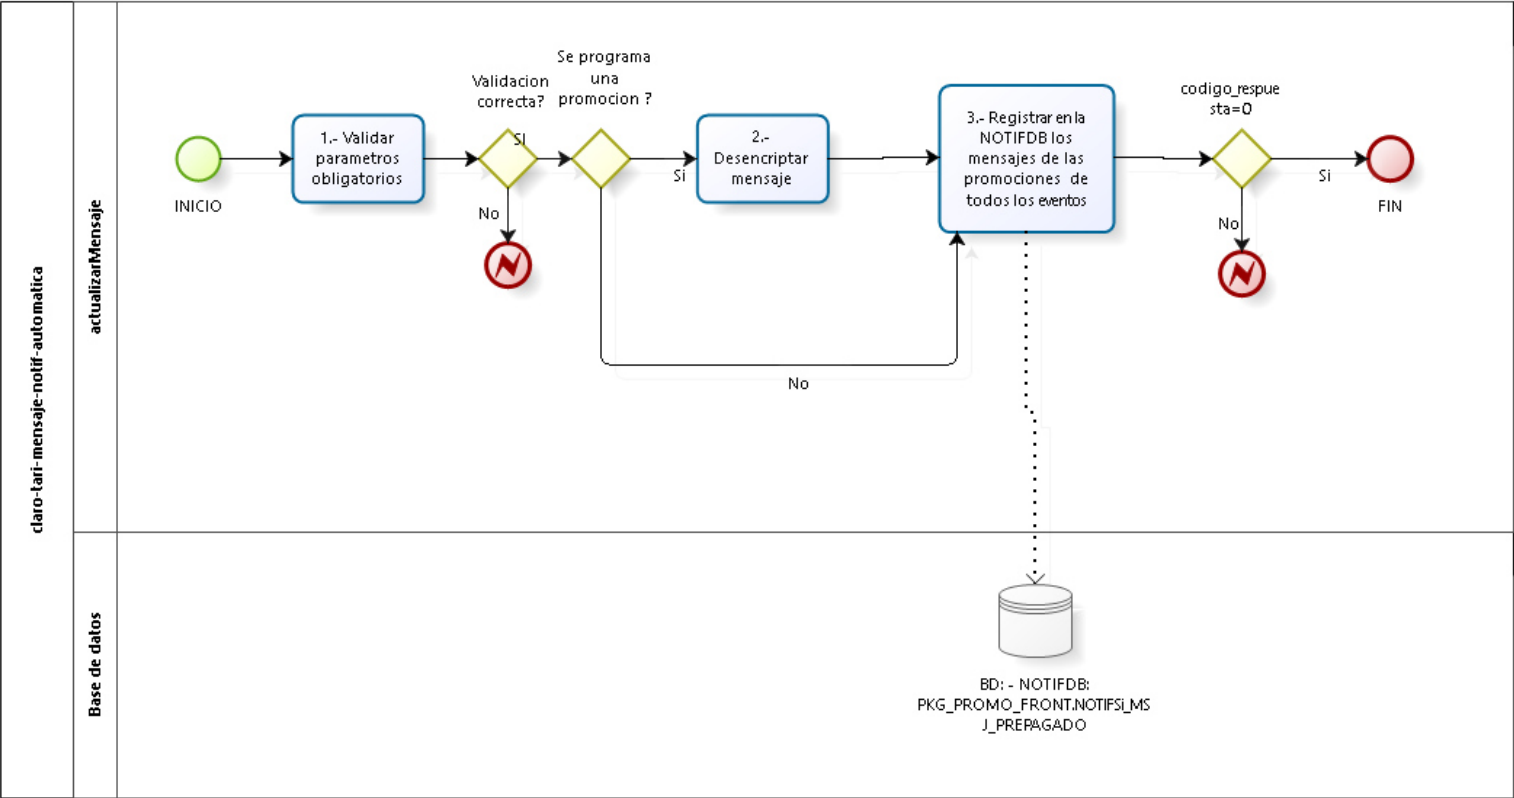 claro-tari-mensaje-notif-automatica
actualizarMensaje
Se programa
una
promocion ?
Validacion
correcta?
SI
codigo_respue
sta=0
1.- Validar
parametros
obligatorios
2.-
Desencriptar
mensaje
3.- Registrar en la
NOTIFDB los
mensajes de las
promociones de
todos los eventos
Si
Si
INICIO
FIN
No
No
No
Base de datos
BD: - NOTIFDB:
PKG_PROMO_FRONT.NOTIFSi_MS
J_PREPAGADO